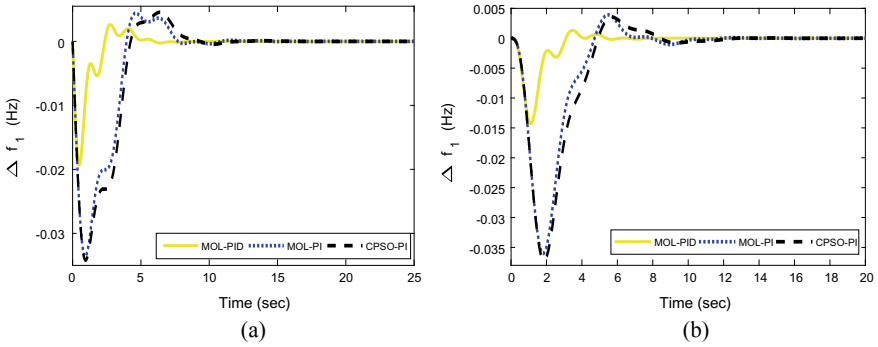 0
-0.01
-0.02
-0.03
Δ f 1 (Hz)
MOL-PID MOL-PI CPSO-PI
0 5 10 15 20 25
Time (sec)
(a)
0.005
0
-0.005
-0.01
-0.015
-0.02
-0.025
-0.03
-0.035
Δ f 1 (Hz)
MOL-PID MOL-PI CPSO-PI
0 2 4 6 8 10 12 14 16 18 20
Time (sec)
(b)